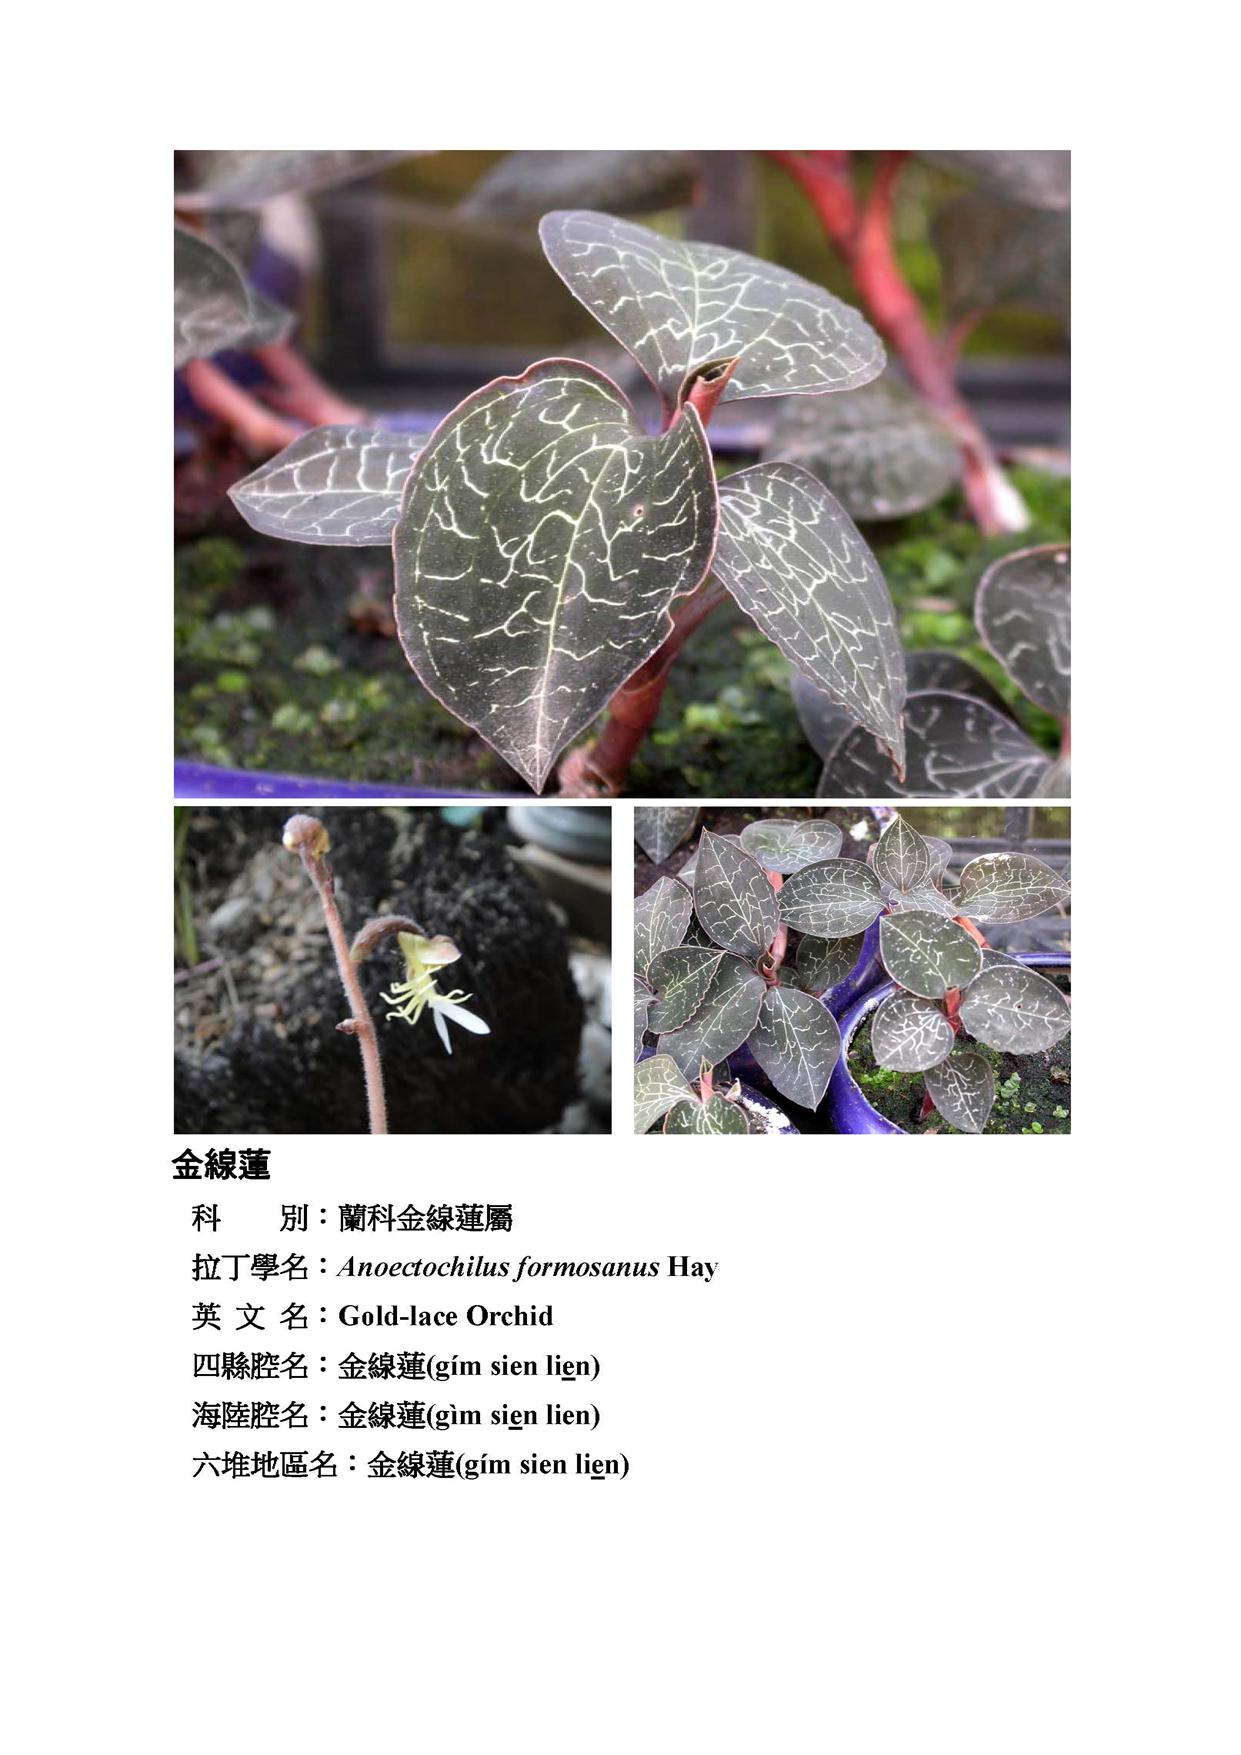 金線蓮
科　　別：蘭科金線蓮屬
拉丁學名：Anoectochilus formosanus Hay
英 文 名：Gold-lace Orchid
四縣腔名：金線蓮(gím sien lien)
海陸腔名：金線蓮(gìm sien lien)
六堆地區名：金線蓮(gím sien lien)